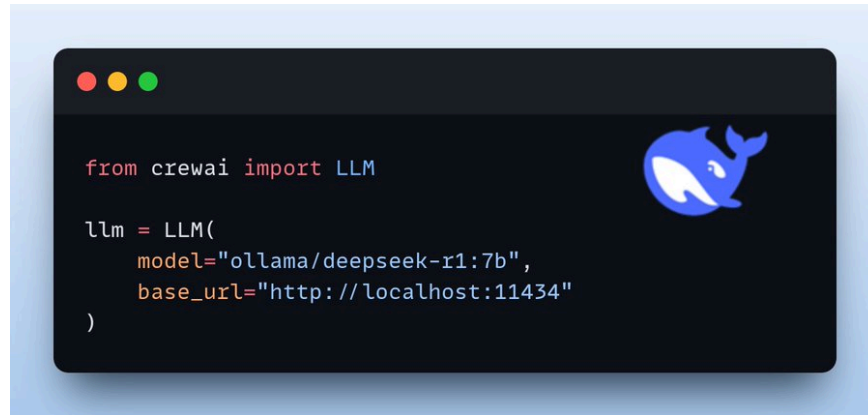 from crewai import LLM
llm = LLM(
    model="ollama/deepseek-r1:7b",
    base_url="http://localhost:11434"
)